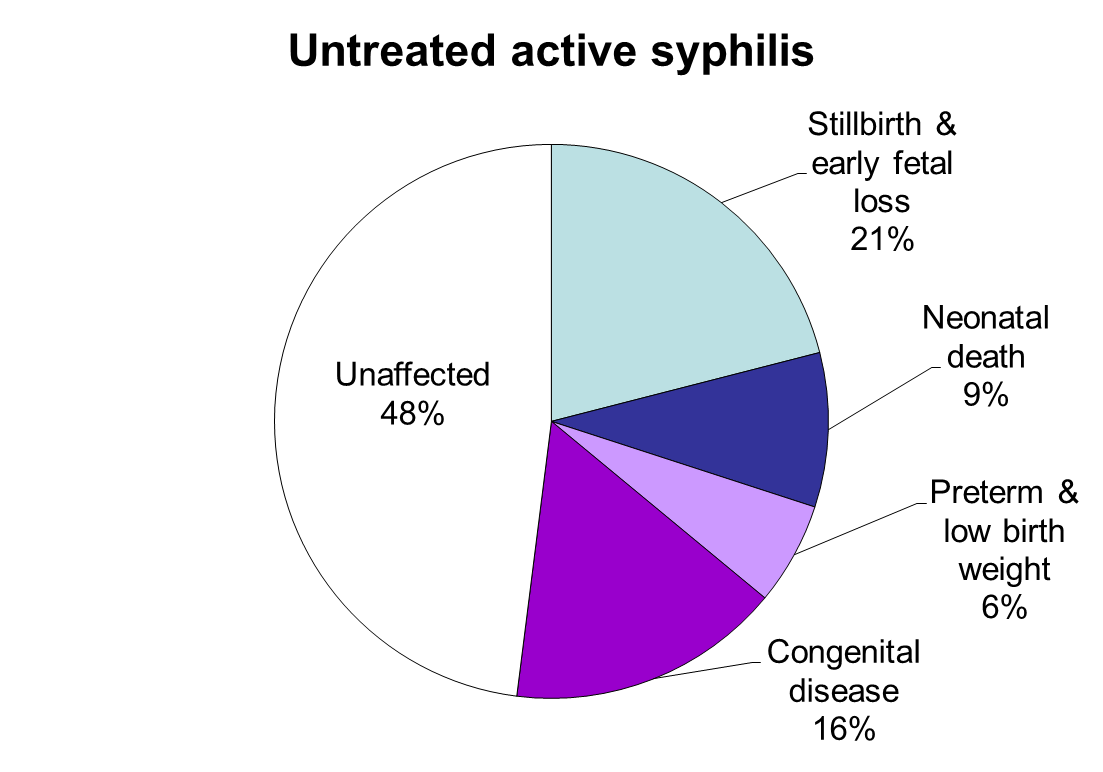 Untreated active syphilis
Stillbirth &
early fetal
loss
21%
Neonatal
death
9%
Preterm &
low birth
weight
6%
Congenital
disease
16%
Unaffected
48%